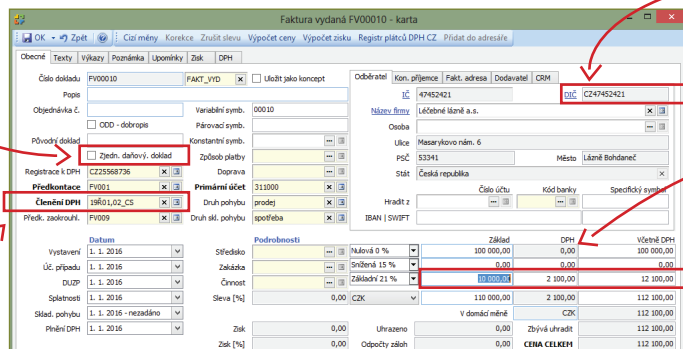 Faktura vydaná FV00010 - karta
OK Zpět Cizí měny Korekce Zrušit slevu Výpočet ceny Výpočet zisku Registr plátců DPH CZ Přidat do adresáře
Obecné Texty Výkazy Poznámka Upomínky Zisk DPH
Číslo dokladu FV00010 FAKT_VYD Uložit jako koncept Odběratel Kon. příjemce Fakt. adresa Dodavatel CRM
Popis IČ 47452421 DIČ CZ47452421
Objednávka č. Variabilní symb. 00010 Název firmy Léčebné lázně a.s.
ODD - dobropis Párovací symb. Osoba
Původní doklad Konstantní symb. Ulice Masarykovo nám. 6
Zjedn. daňový. doklad Způsob platby PSČ 53341 Město Lázně Bohdaneč
Registrace k DPH CZ25568736 Doprava Stát Česká republika
Předkontace FV001 Primární účet 311000 Číslo účtu Kód banky Specifický symbol
Členění DPH 19Ř01,02_C5 Druh pohybu prodej Hradit z
Předk. zaokrouhl. FV009 Druh skl. pohybu spotřeba IBAN | SWIFT
Datum Podrobnosti Základ DPH Včetně DPH
Vystavení 1. 1. 2016 Středisko Nulová 0 % 100 000,00 0,00 100 000,00
Úč. případu 1. 1. 2016 Zakázka Snížená 15 % 0,00 0,00 0,00
DUZP 1. 1. 2016 Činnost Základní 21 % 10 000,00 2 100,00 12 100,00
Splatnosti 1. 1. 2016 Sleva [%] 0,00 CZK 110 000,00 2 100,00 112 100,00
Sklad. pohybu 1. 1. 2016 - nezadáno V domácí měně CZK 112 100,00
Plnění DPH 1. 1. 2016 Zisk 0,00 Uhrazeno 0,00 Zbývá uhradit 112 100,00
Zisk [%] 0,00 Odpočty záloh 0,00 CENA CELKEM 112 100,00